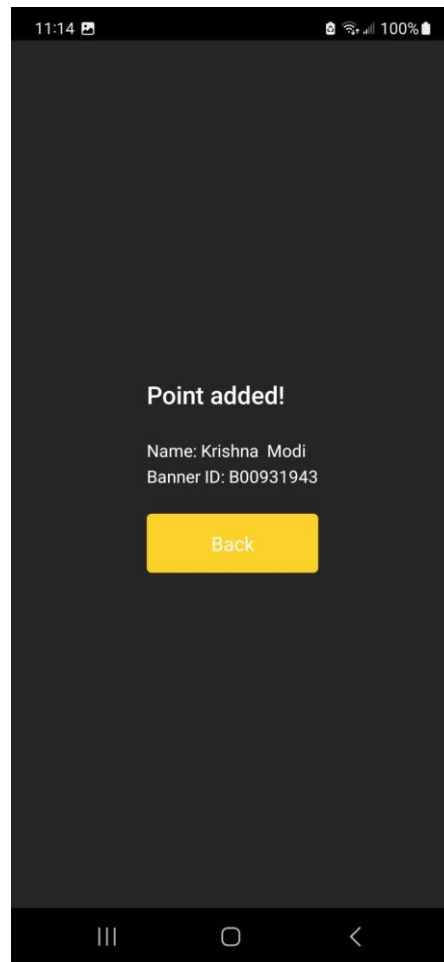 11:14 100%
Point added!
Name: Krishna  Modi
Banner ID: B00931943
Back